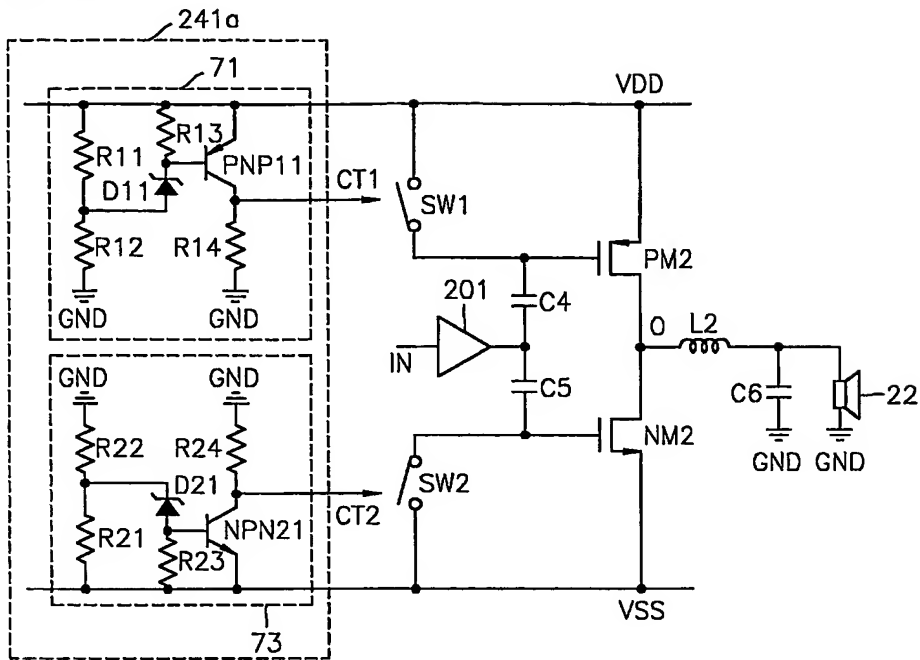 241a
71
VDD
R13
R11
PNP11
D11
CT1
SW1
R12
R14
PM2
GND
GND
201
C4
O
L2
IN
GND
GND
C5
C6
22
R22
R24
NM2
D21
GND
GND
SW2
CT2
R21
NPN21
R23
VSS
73